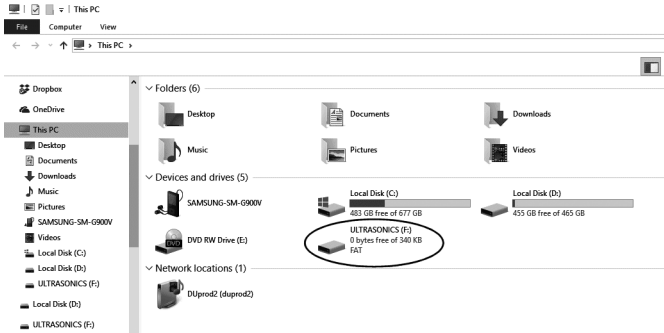 This PC
File Computer View
This PC
Dropbox
OneDrive
This PC
Desktop
Documents
Downloads
Music
Pictures
SAMSUNG-SM-G900V
Videos
Local Disk (C:)
Local Disk (D:)
ULTRASONICS (F:)
Local Disk (D:)
ULTRASONICS (F:)
Folders (6)
Desktop
Documents
Downloads
Music
Pictures
Videos
Devices and drives (5)
SAMSUNG-SM-G900V
Local Disk (C:)
483 GB free of 677 GB
Local Disk (D:)
455 GB free of 465 GB
DVD
DVD RW Drive (E:)
ULTRASONICS (F:)
0 bytes free of 340 KB
FAT
Network locations (1)
DUprod2 (duprod2)